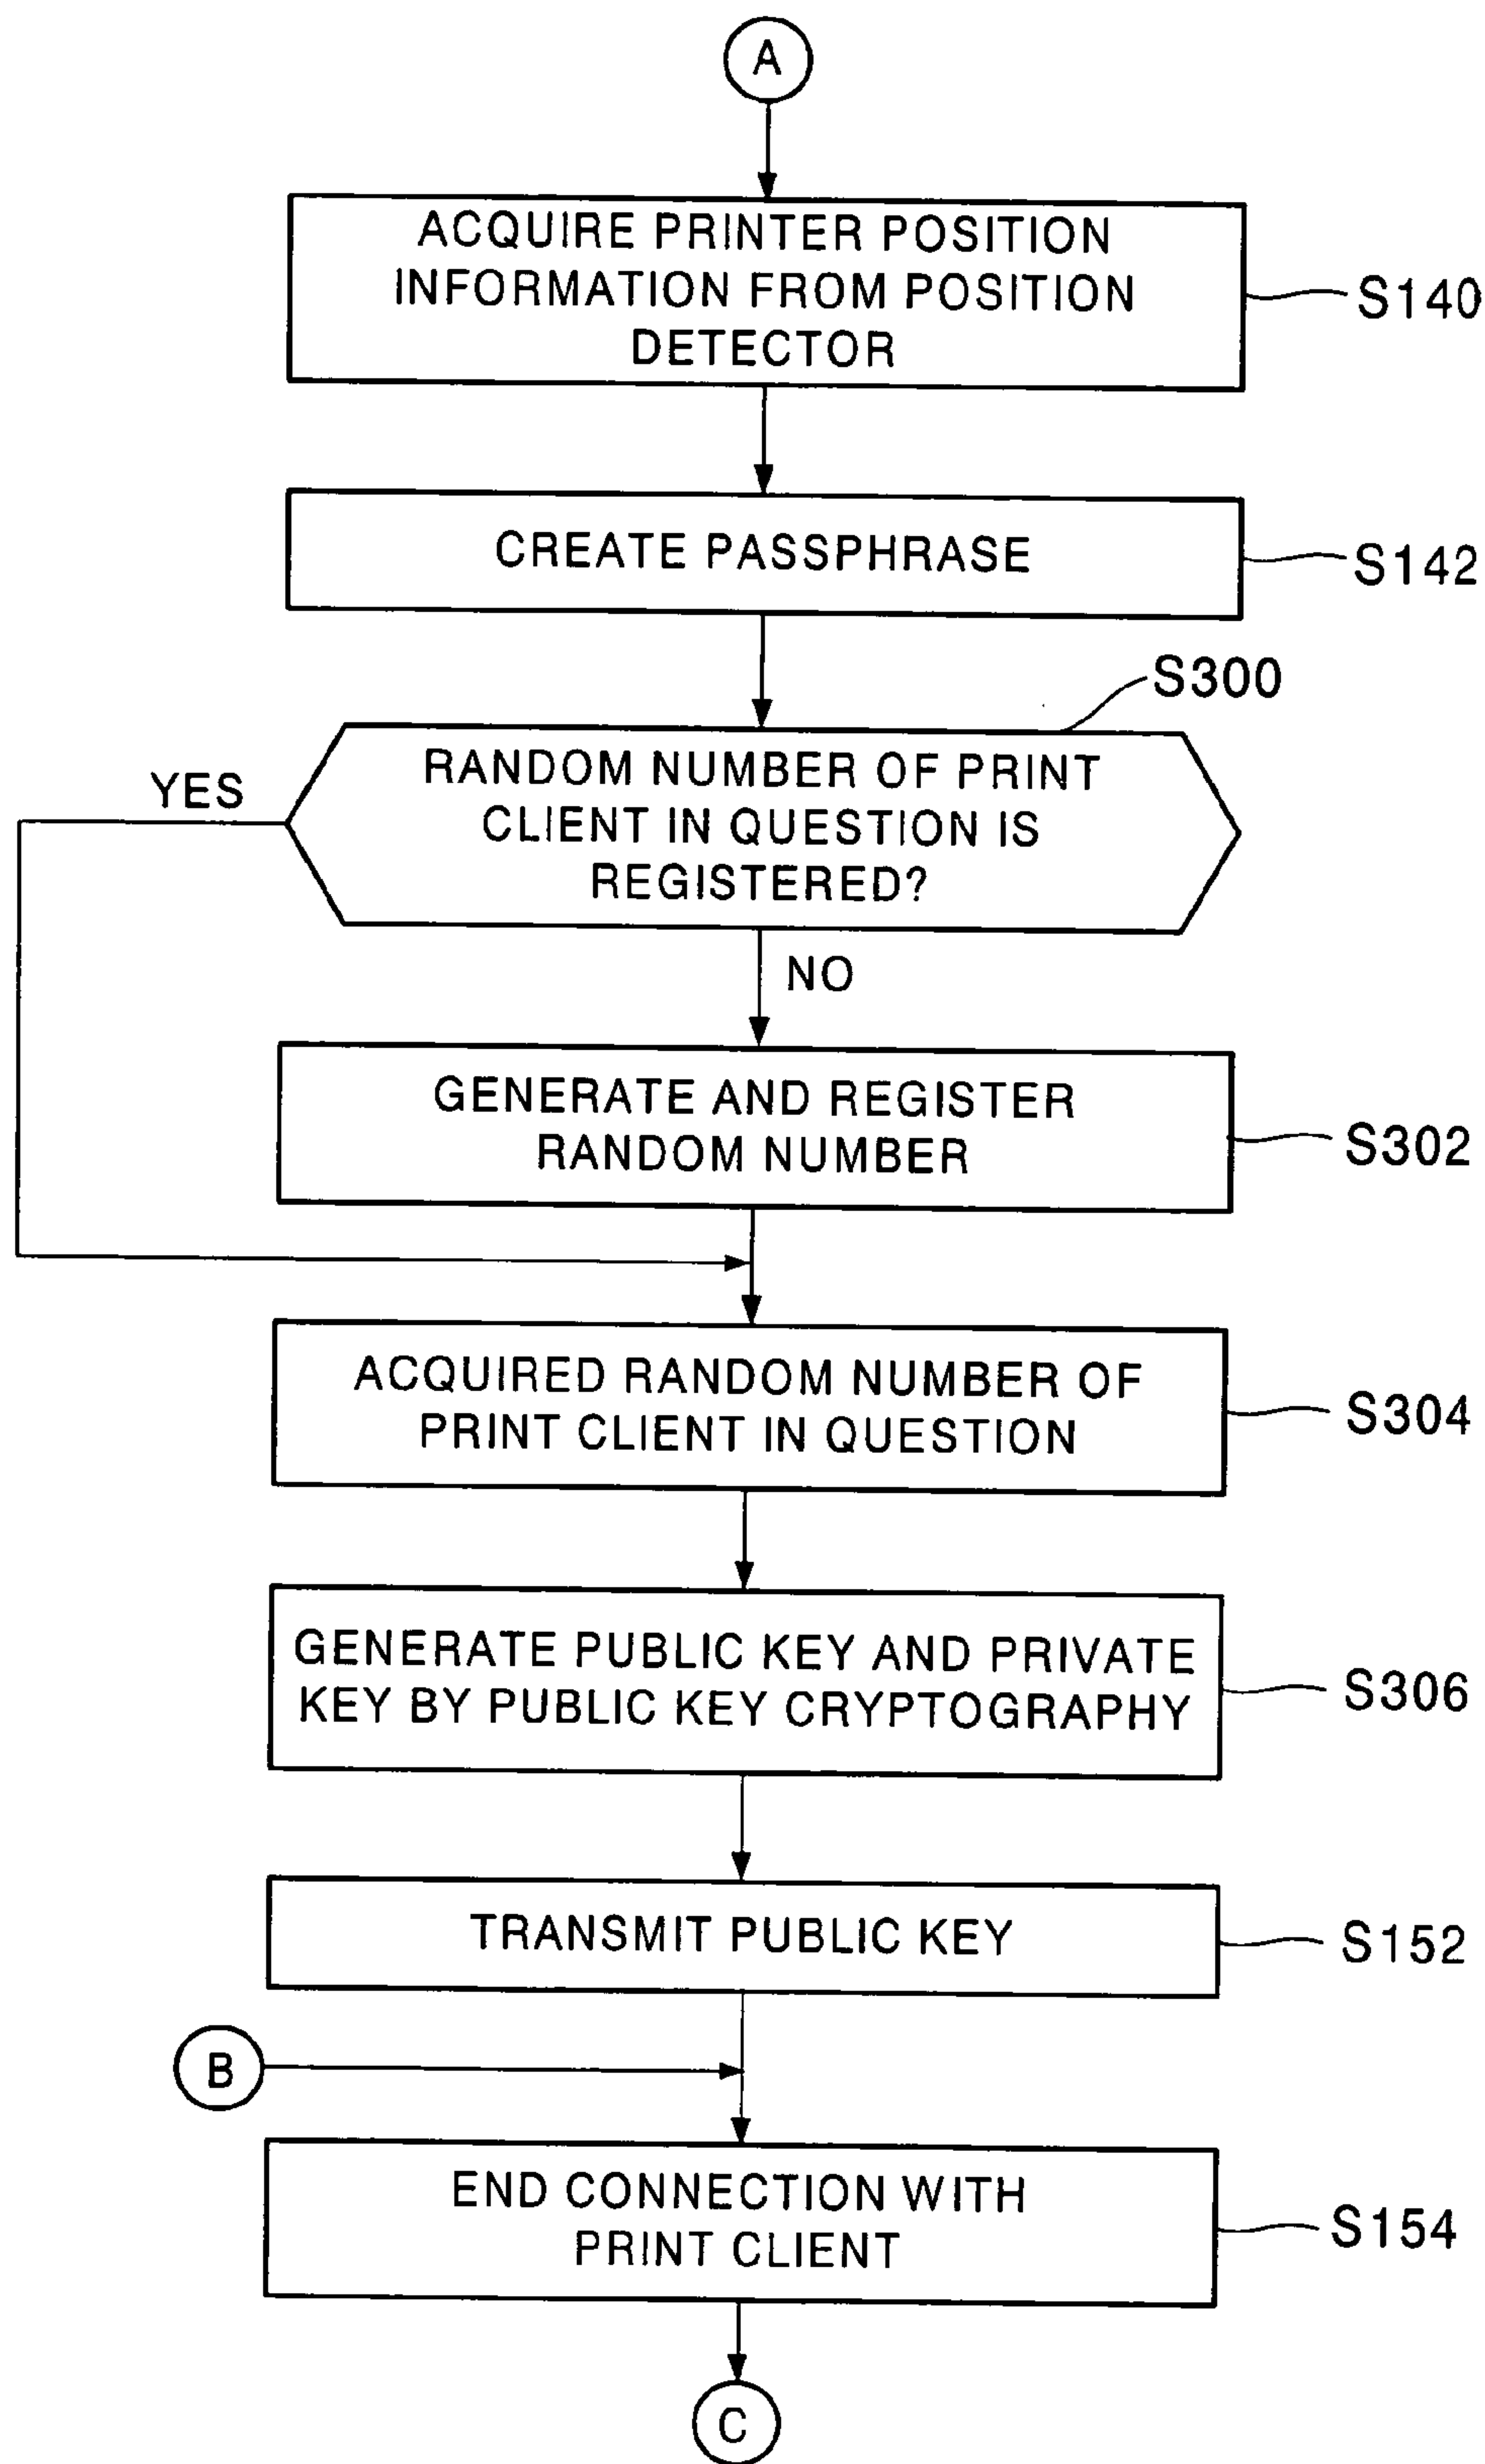 A
ACQUIRE PRINTER POSITION
INFORMATION FROM POSITION
DETECTOR
S140
CREATE PASSPHRASE
S142
S300
RANDOM NUMBER OF PRINT
CLIENT IN QUESTION IS
REGISTERED?
YES
NO
GENERATE AND REGISTER
RANDOM NUMBER
S302
ACQUIRED RANDOM NUMBER OF
PRINT CLIENT IN QUESTION
S304
GENERATE PUBLIC KEY AND PRIVATE
KEY BY PUBLIC KEY CRYPTOGRAPHY
S306
TRANSMIT PUBLIC KEY
S152
B
END CONNECTION WITH
PRINT CLIENT
S154
C